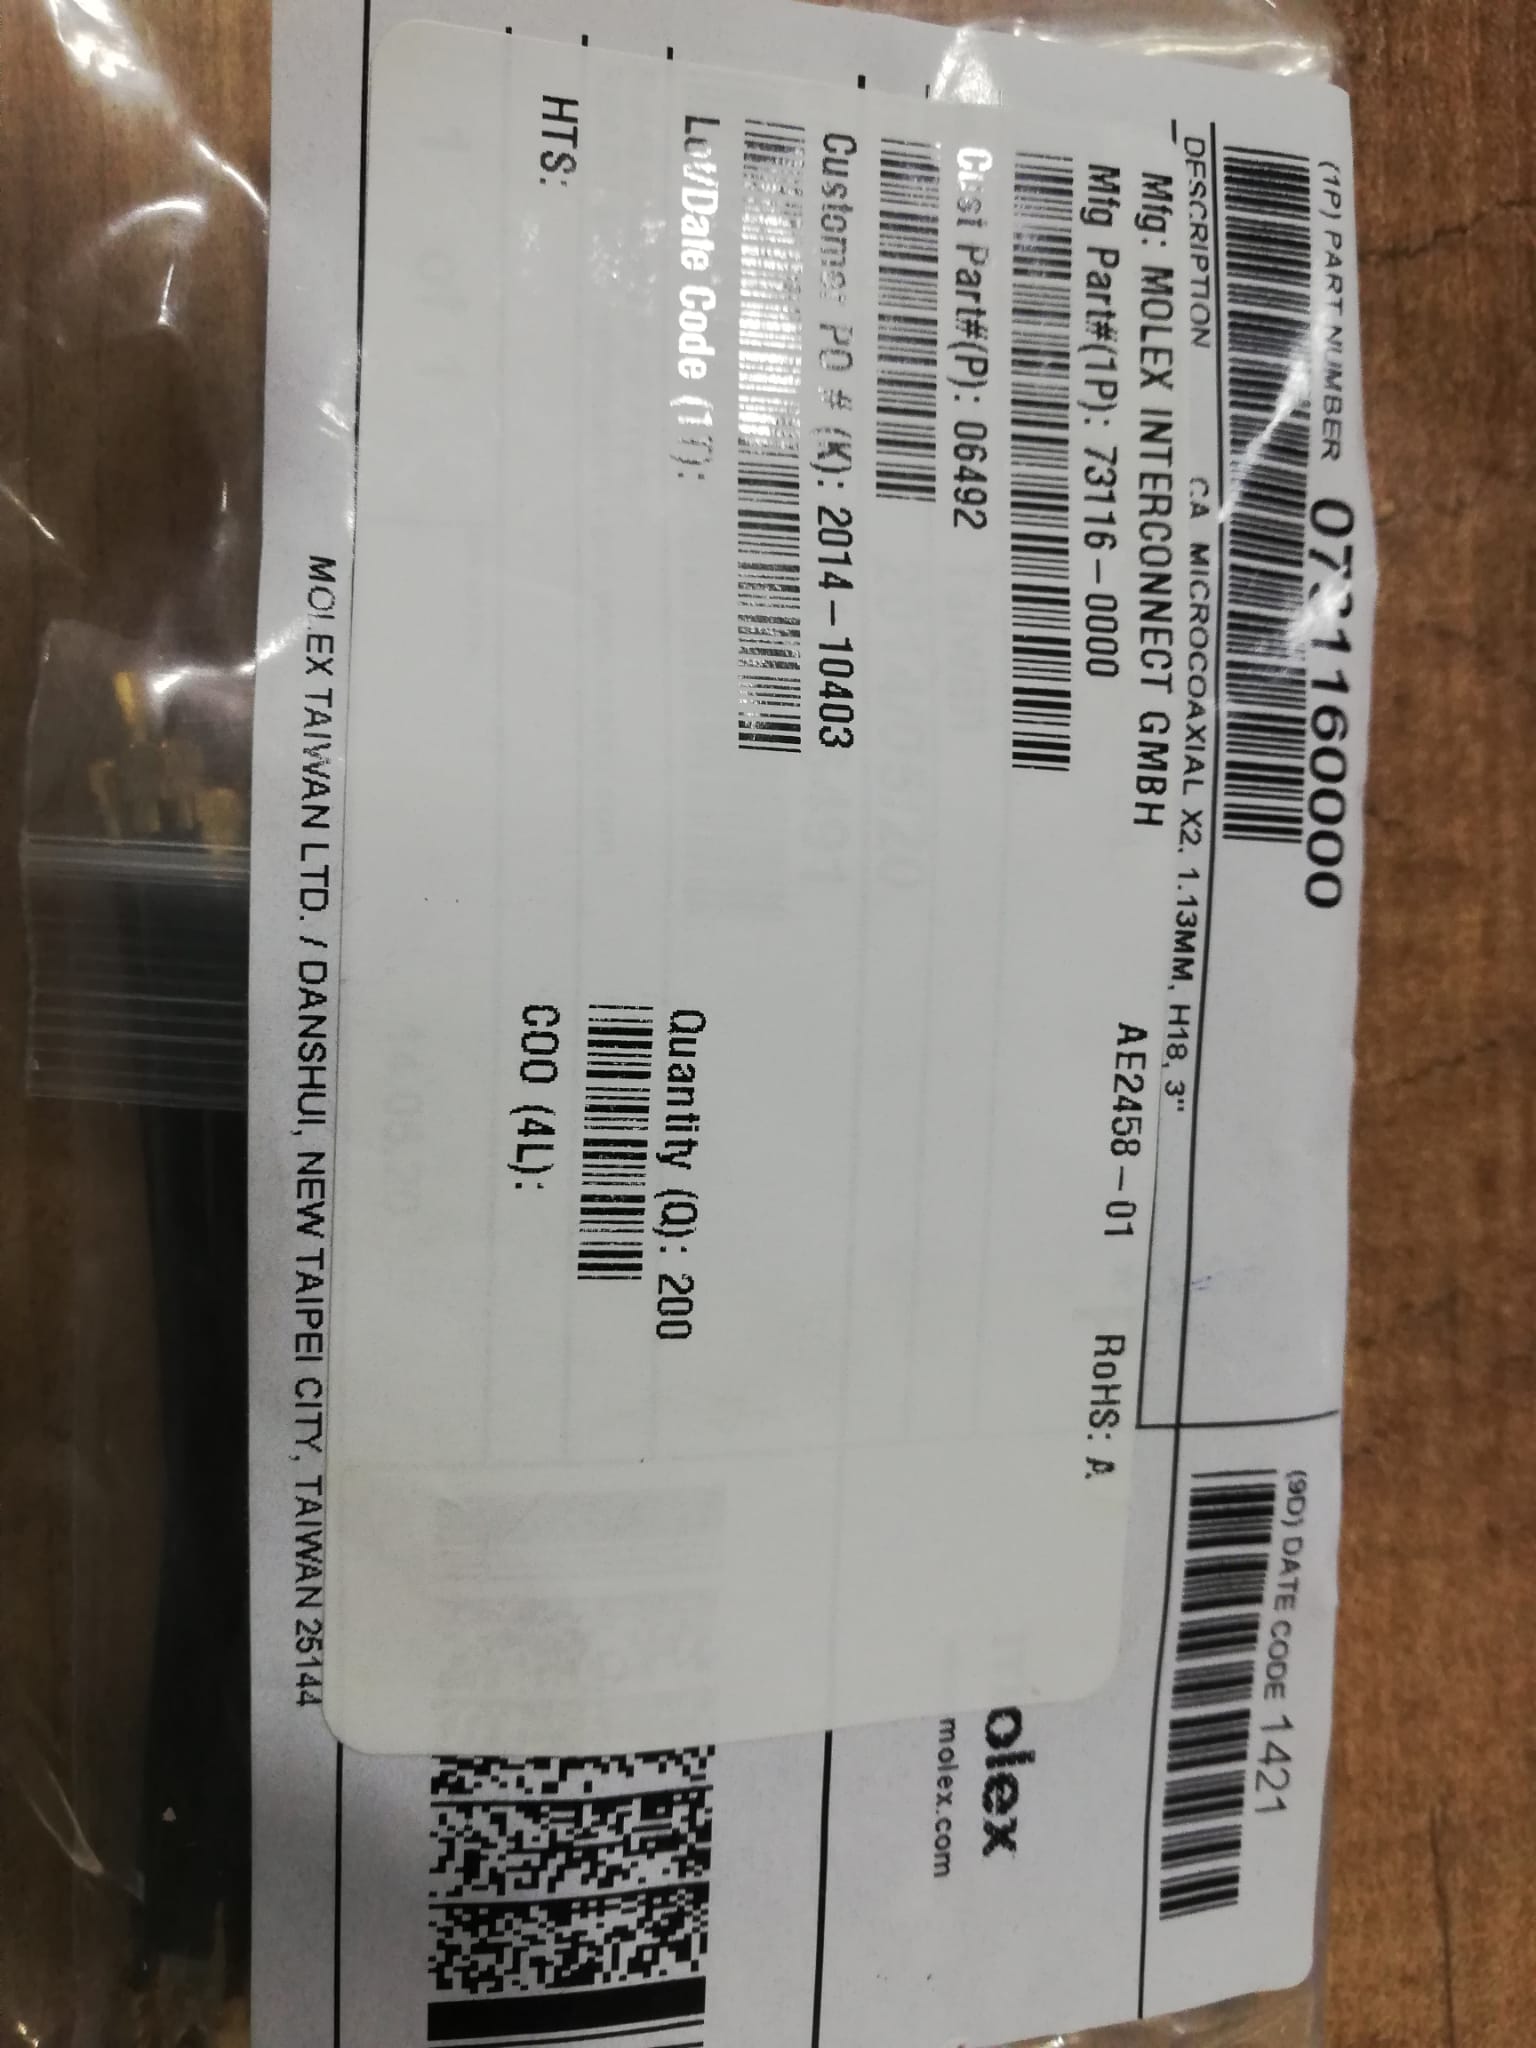 (1P) PART NUMBER 0731160000
(9D) DATE CODE 1421
DESCRIPTION CA MICROCOAXIAL X2, 1.13MM, H18, 3"
Mfg: MOLEX INTERCONNECT GMBH AE2458-01 RoHS: A
Mfg Part#(1P): 73116-0000
Cust Part#(P): 06492
olex
molex.com
Customer PO # (K): 2014-10403
Lot/Date Code (1T):
Quantity (Q): 200
HTS:
COO (4L):
MOLEX TAIWAN LTD. / DANSHUI, NEW TAIPEI CITY, TAIWAN 25144